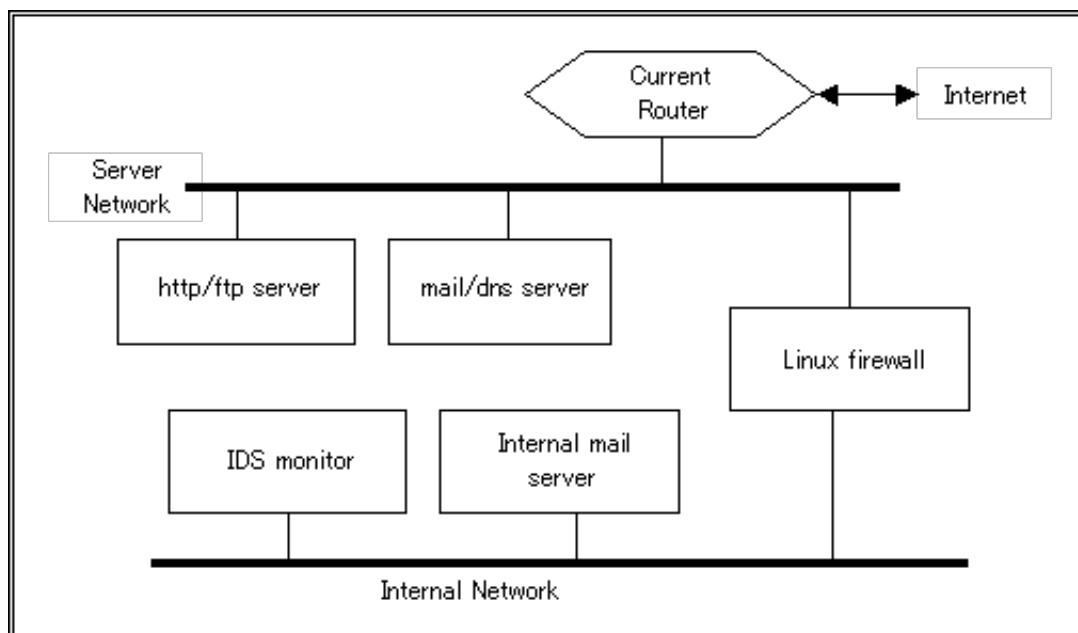 Current
Router
Internet
Server
Network
http/ftp server
mail/dns server
Linux firewall
IDS monitor
Internal mail
server
Internal Network